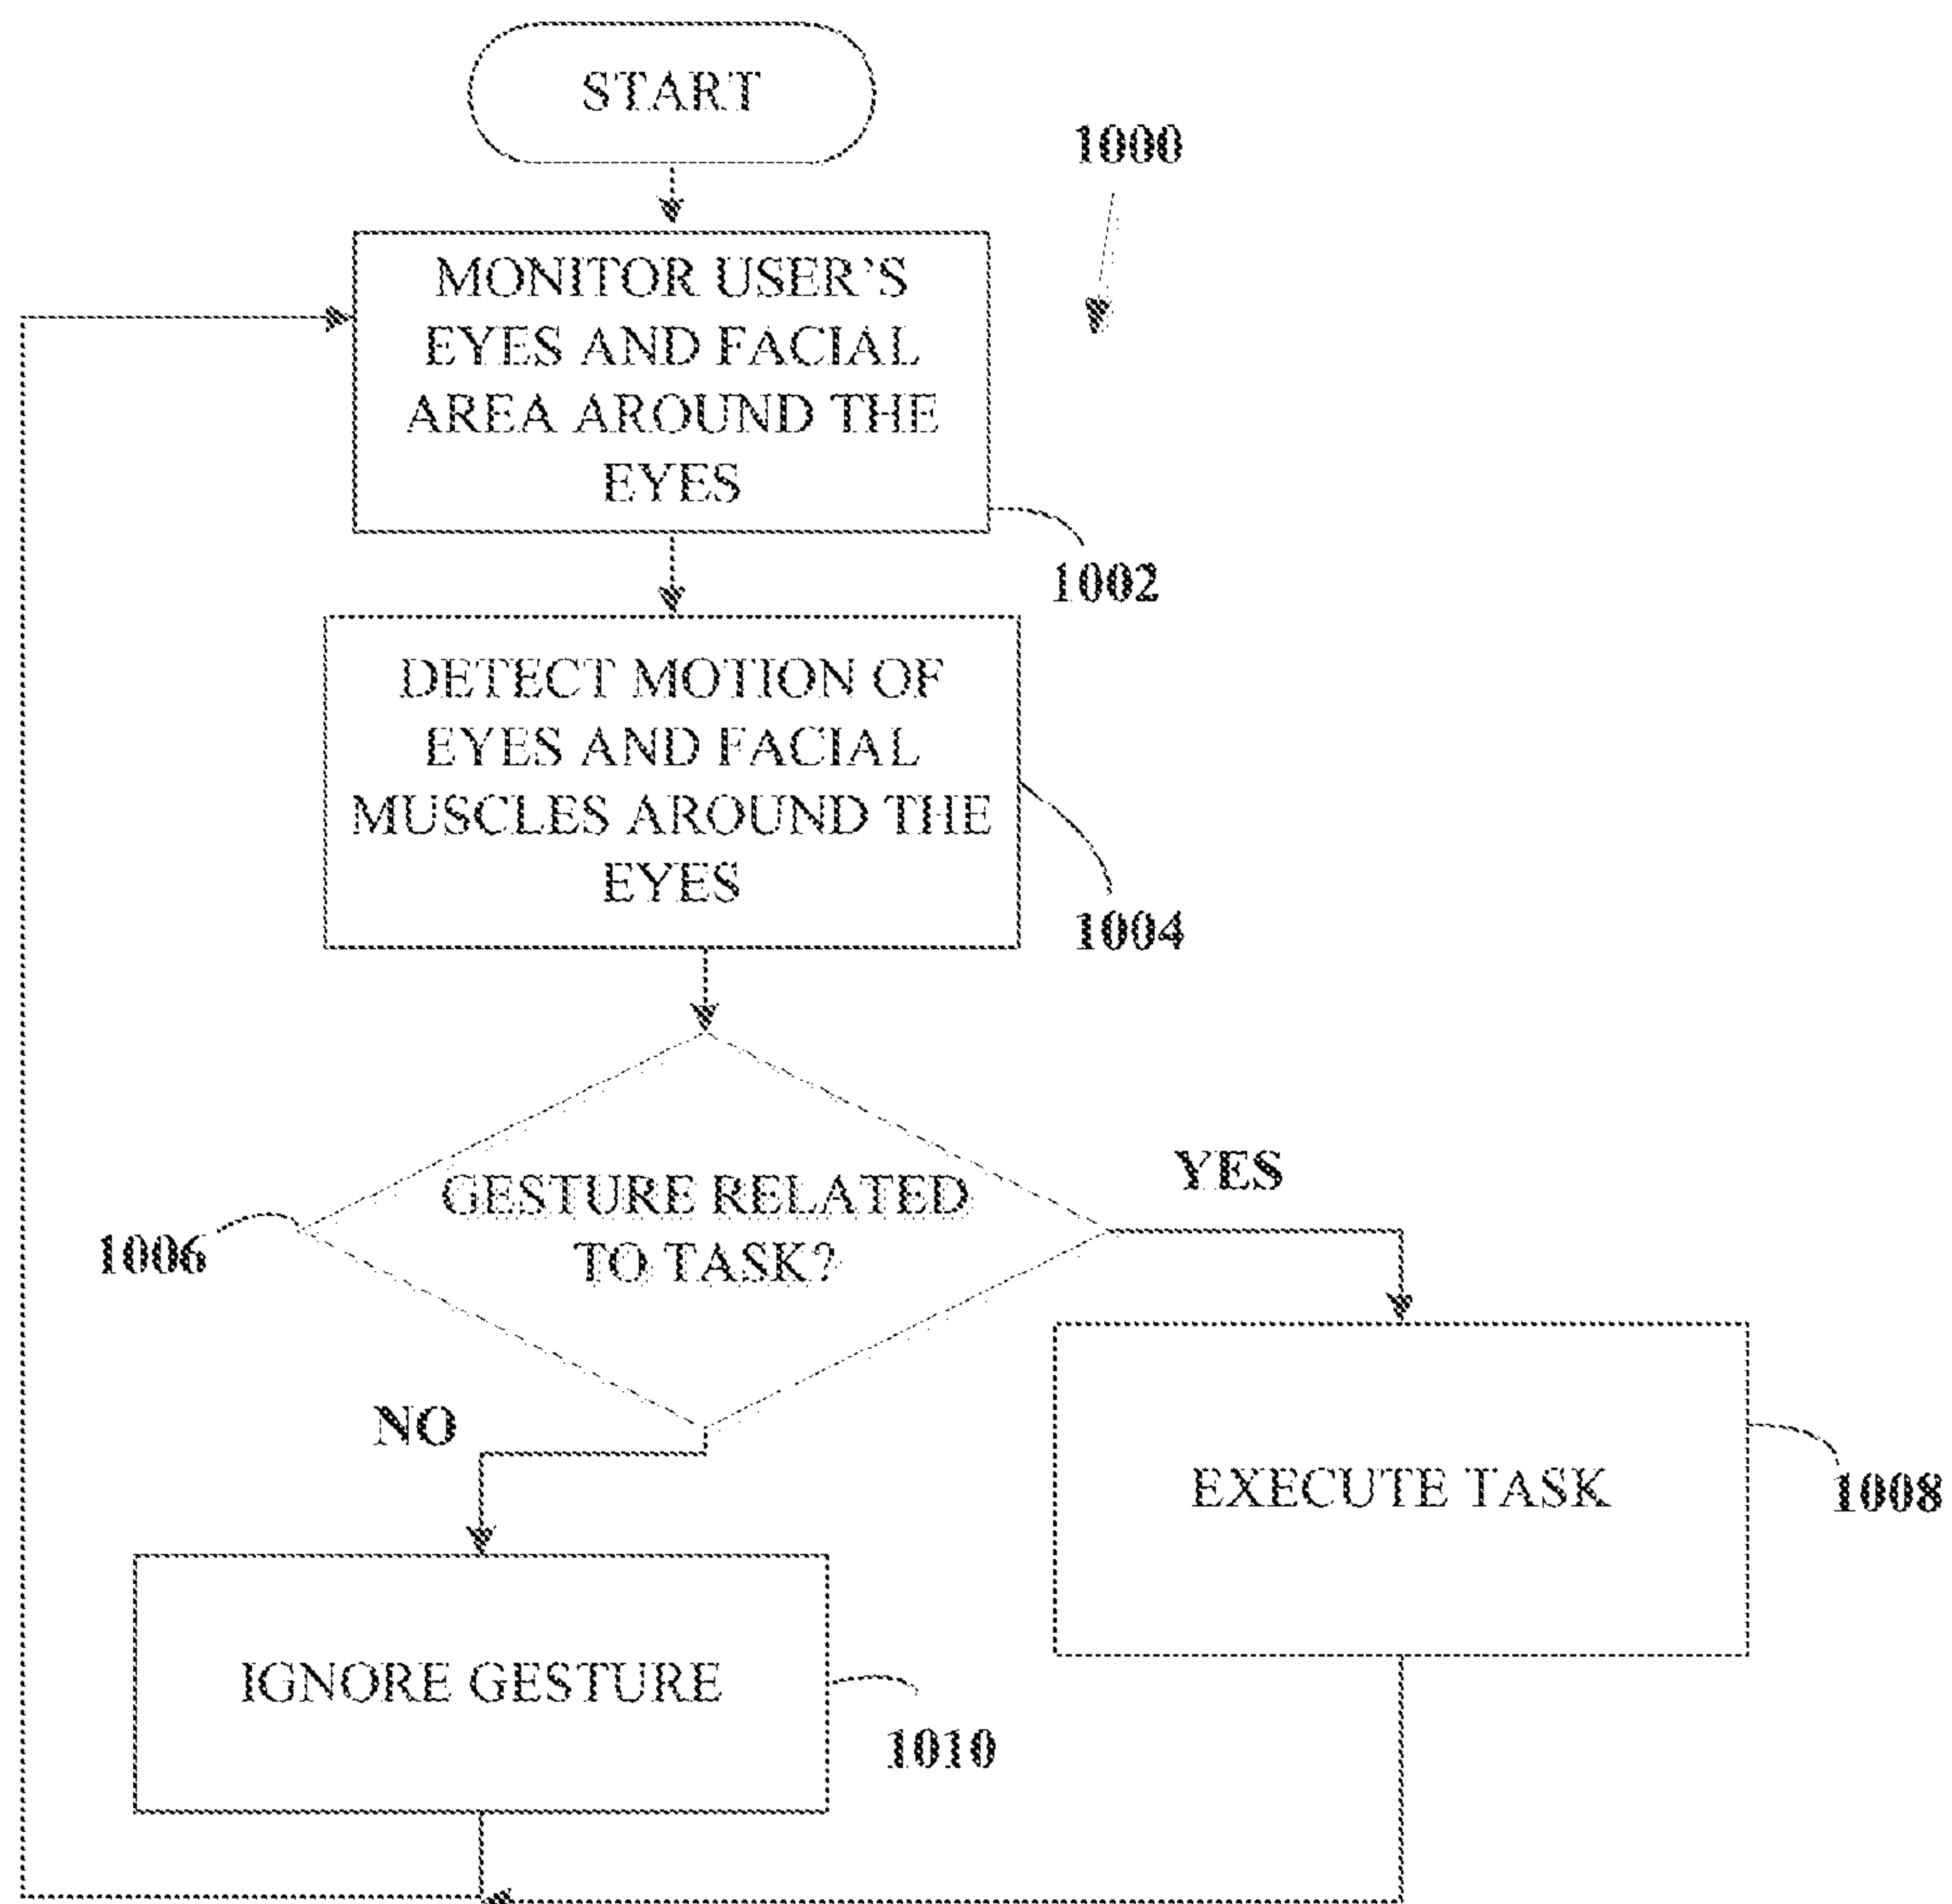 START
1000
MONITOR USER'S
EYES AND FACIAL
AREA AROUND THE
EYES
1002
DETECT MOTION OF
EYES AND FACIAL
MUSCLES AROUND THE
EYES
1004
GESTURE RELATED
TO TASK?
YES
1006
NO
EXECUTE TASK
1008
IGNORE GESTURE
1010